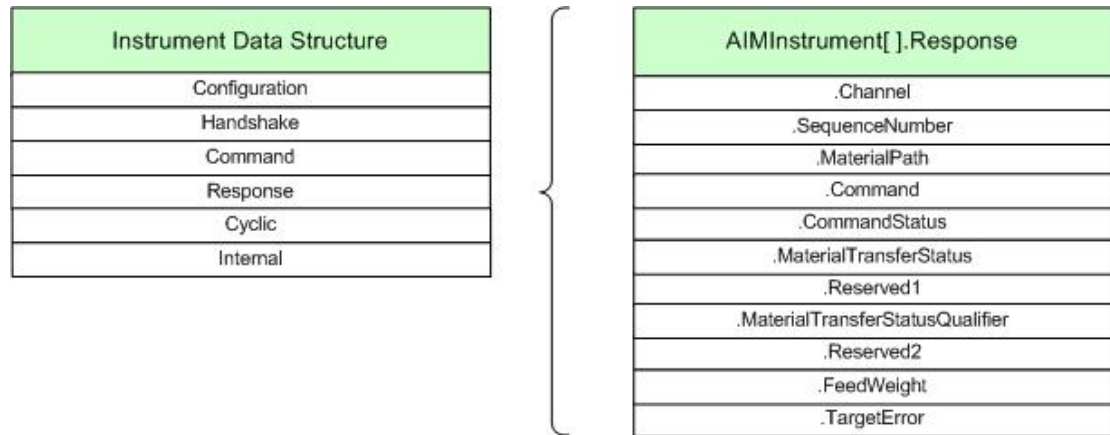 Instrument Data Structure
Configuration
Handshake
Command
Response
Cyclic
Internal
AIMInstrument[ ].Response
.Channel
.SequenceNumber
.MaterialPath
.Command
.CommandStatus
.MaterialTransferStatus
.Reserved1
.MaterialTransferStatusQualifier
.Reserved2
.FeedWeight
.TargetError